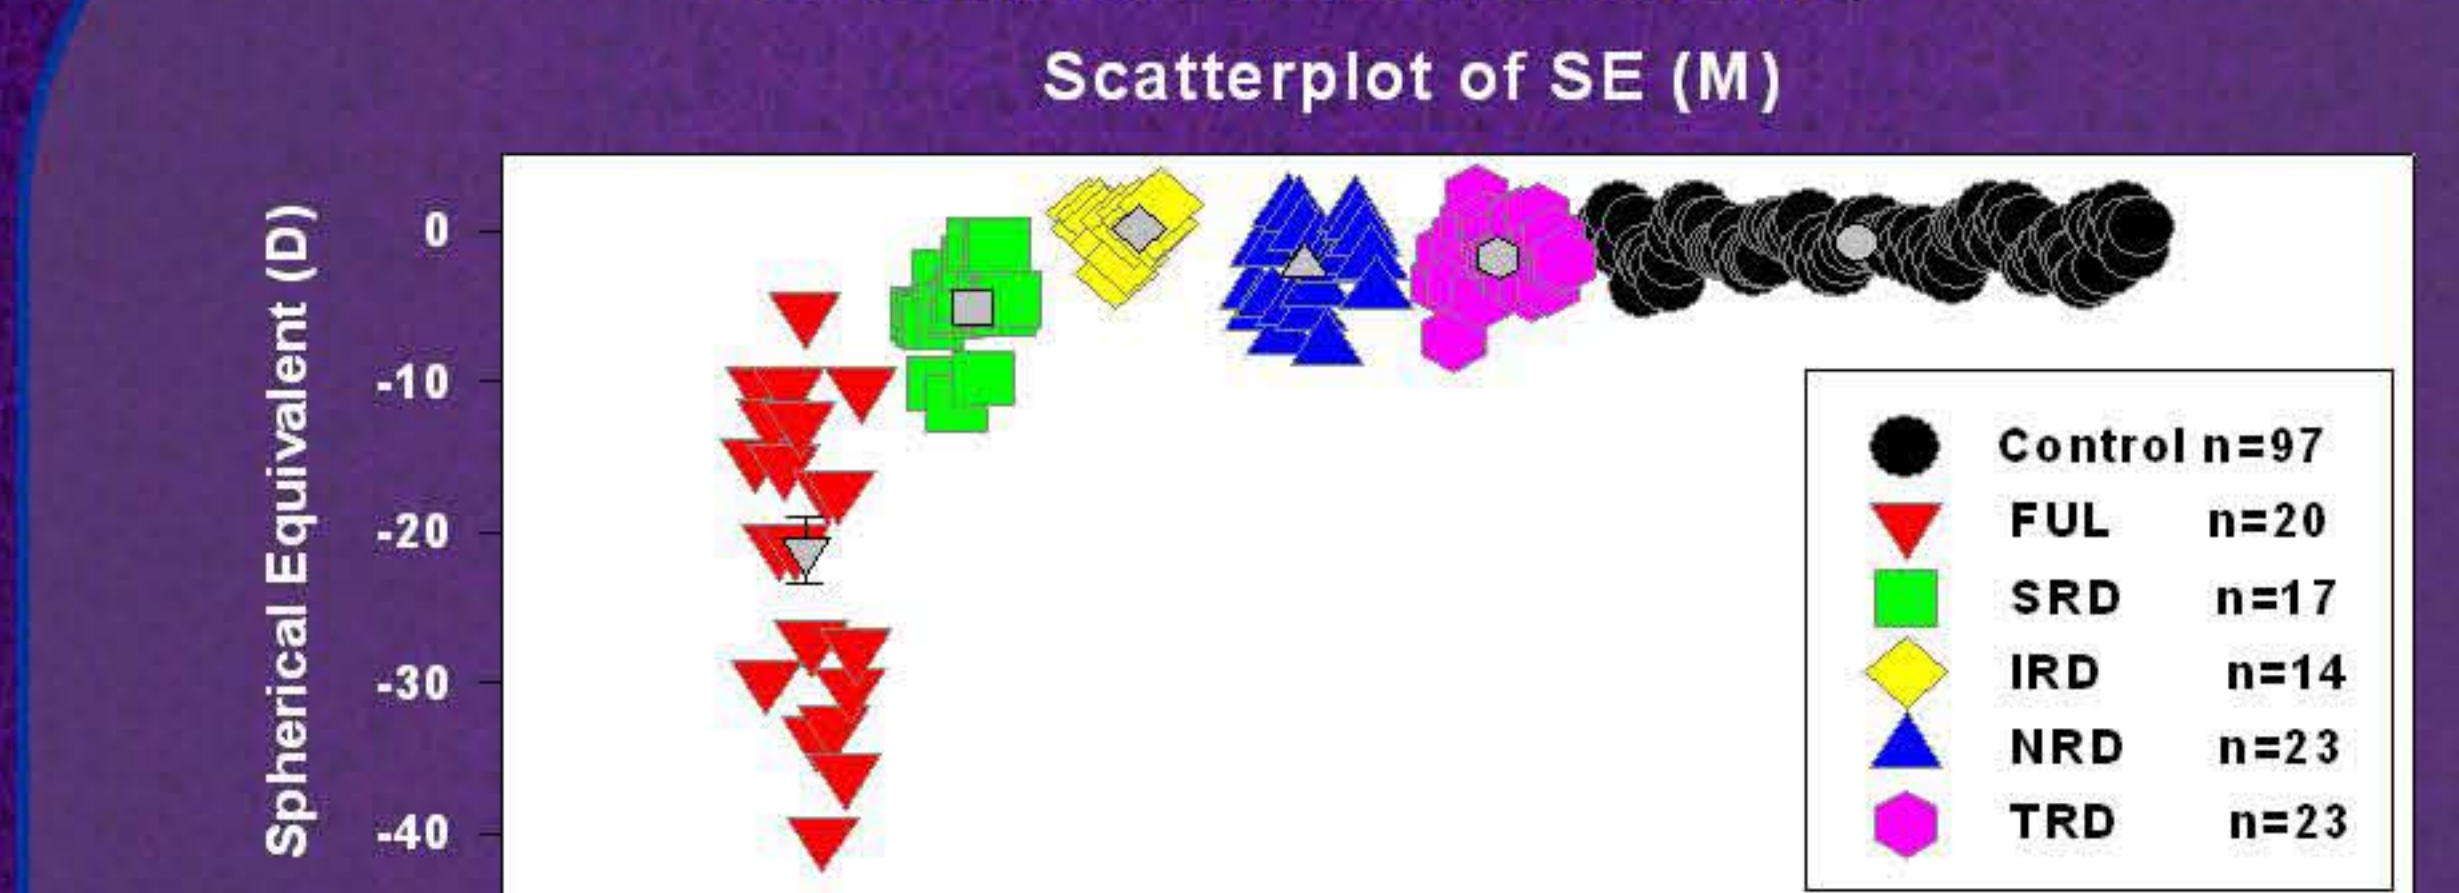 Scatterplot of SE (M)
Spherical Equivalent (D)
0
-10
-20
-30
-40
Control n=97
FUL n=20
SRD n=17
IRD n=14
NRD n=23
TRD n=23